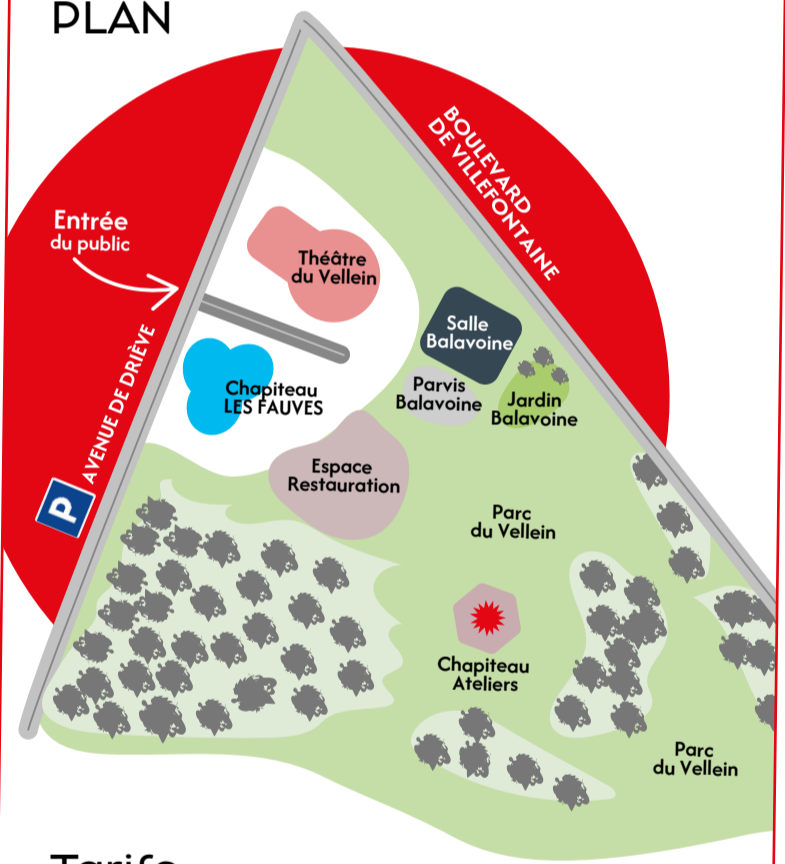 PLAN
BOULEVARD
DE VILLEFONTAINE
Entrée
du public
Théâtre
du Vellein
Salle
Balavoine
Chapiteau
LES FAUVES
Parvis
Balavoine
Jardin
Balavoine
AVENUE DE DRIÈVE
P
Espace
Restauration
Parc
du Vellein
Chapiteau
Ateliers
Parc
du Vellein
Tarifs